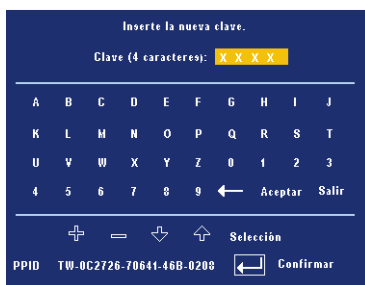 Inserte la nueva clave.
Clave (4 caracteres): X X X X
A B C D E F G H I J
K L M N O P Q R S T
U V W X Y Z 0 1 2 3
4 5 6 7 8 9 ← Aceptar Salir
Selección
PPID TW-0C2726-70641-46B-0208 Confirmar